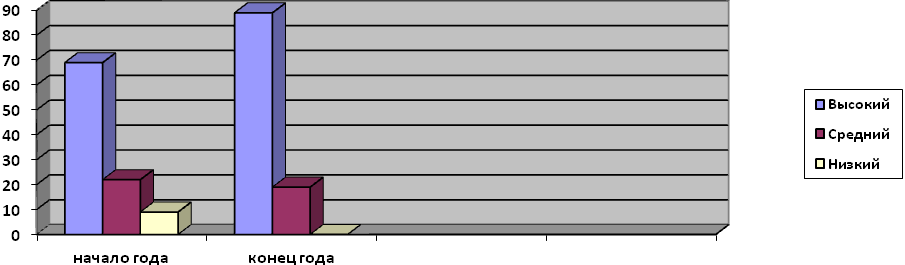 90
80
70
60
50
40
30
20
10
0
начало года
конец года
Высокий
Средний
Низкий